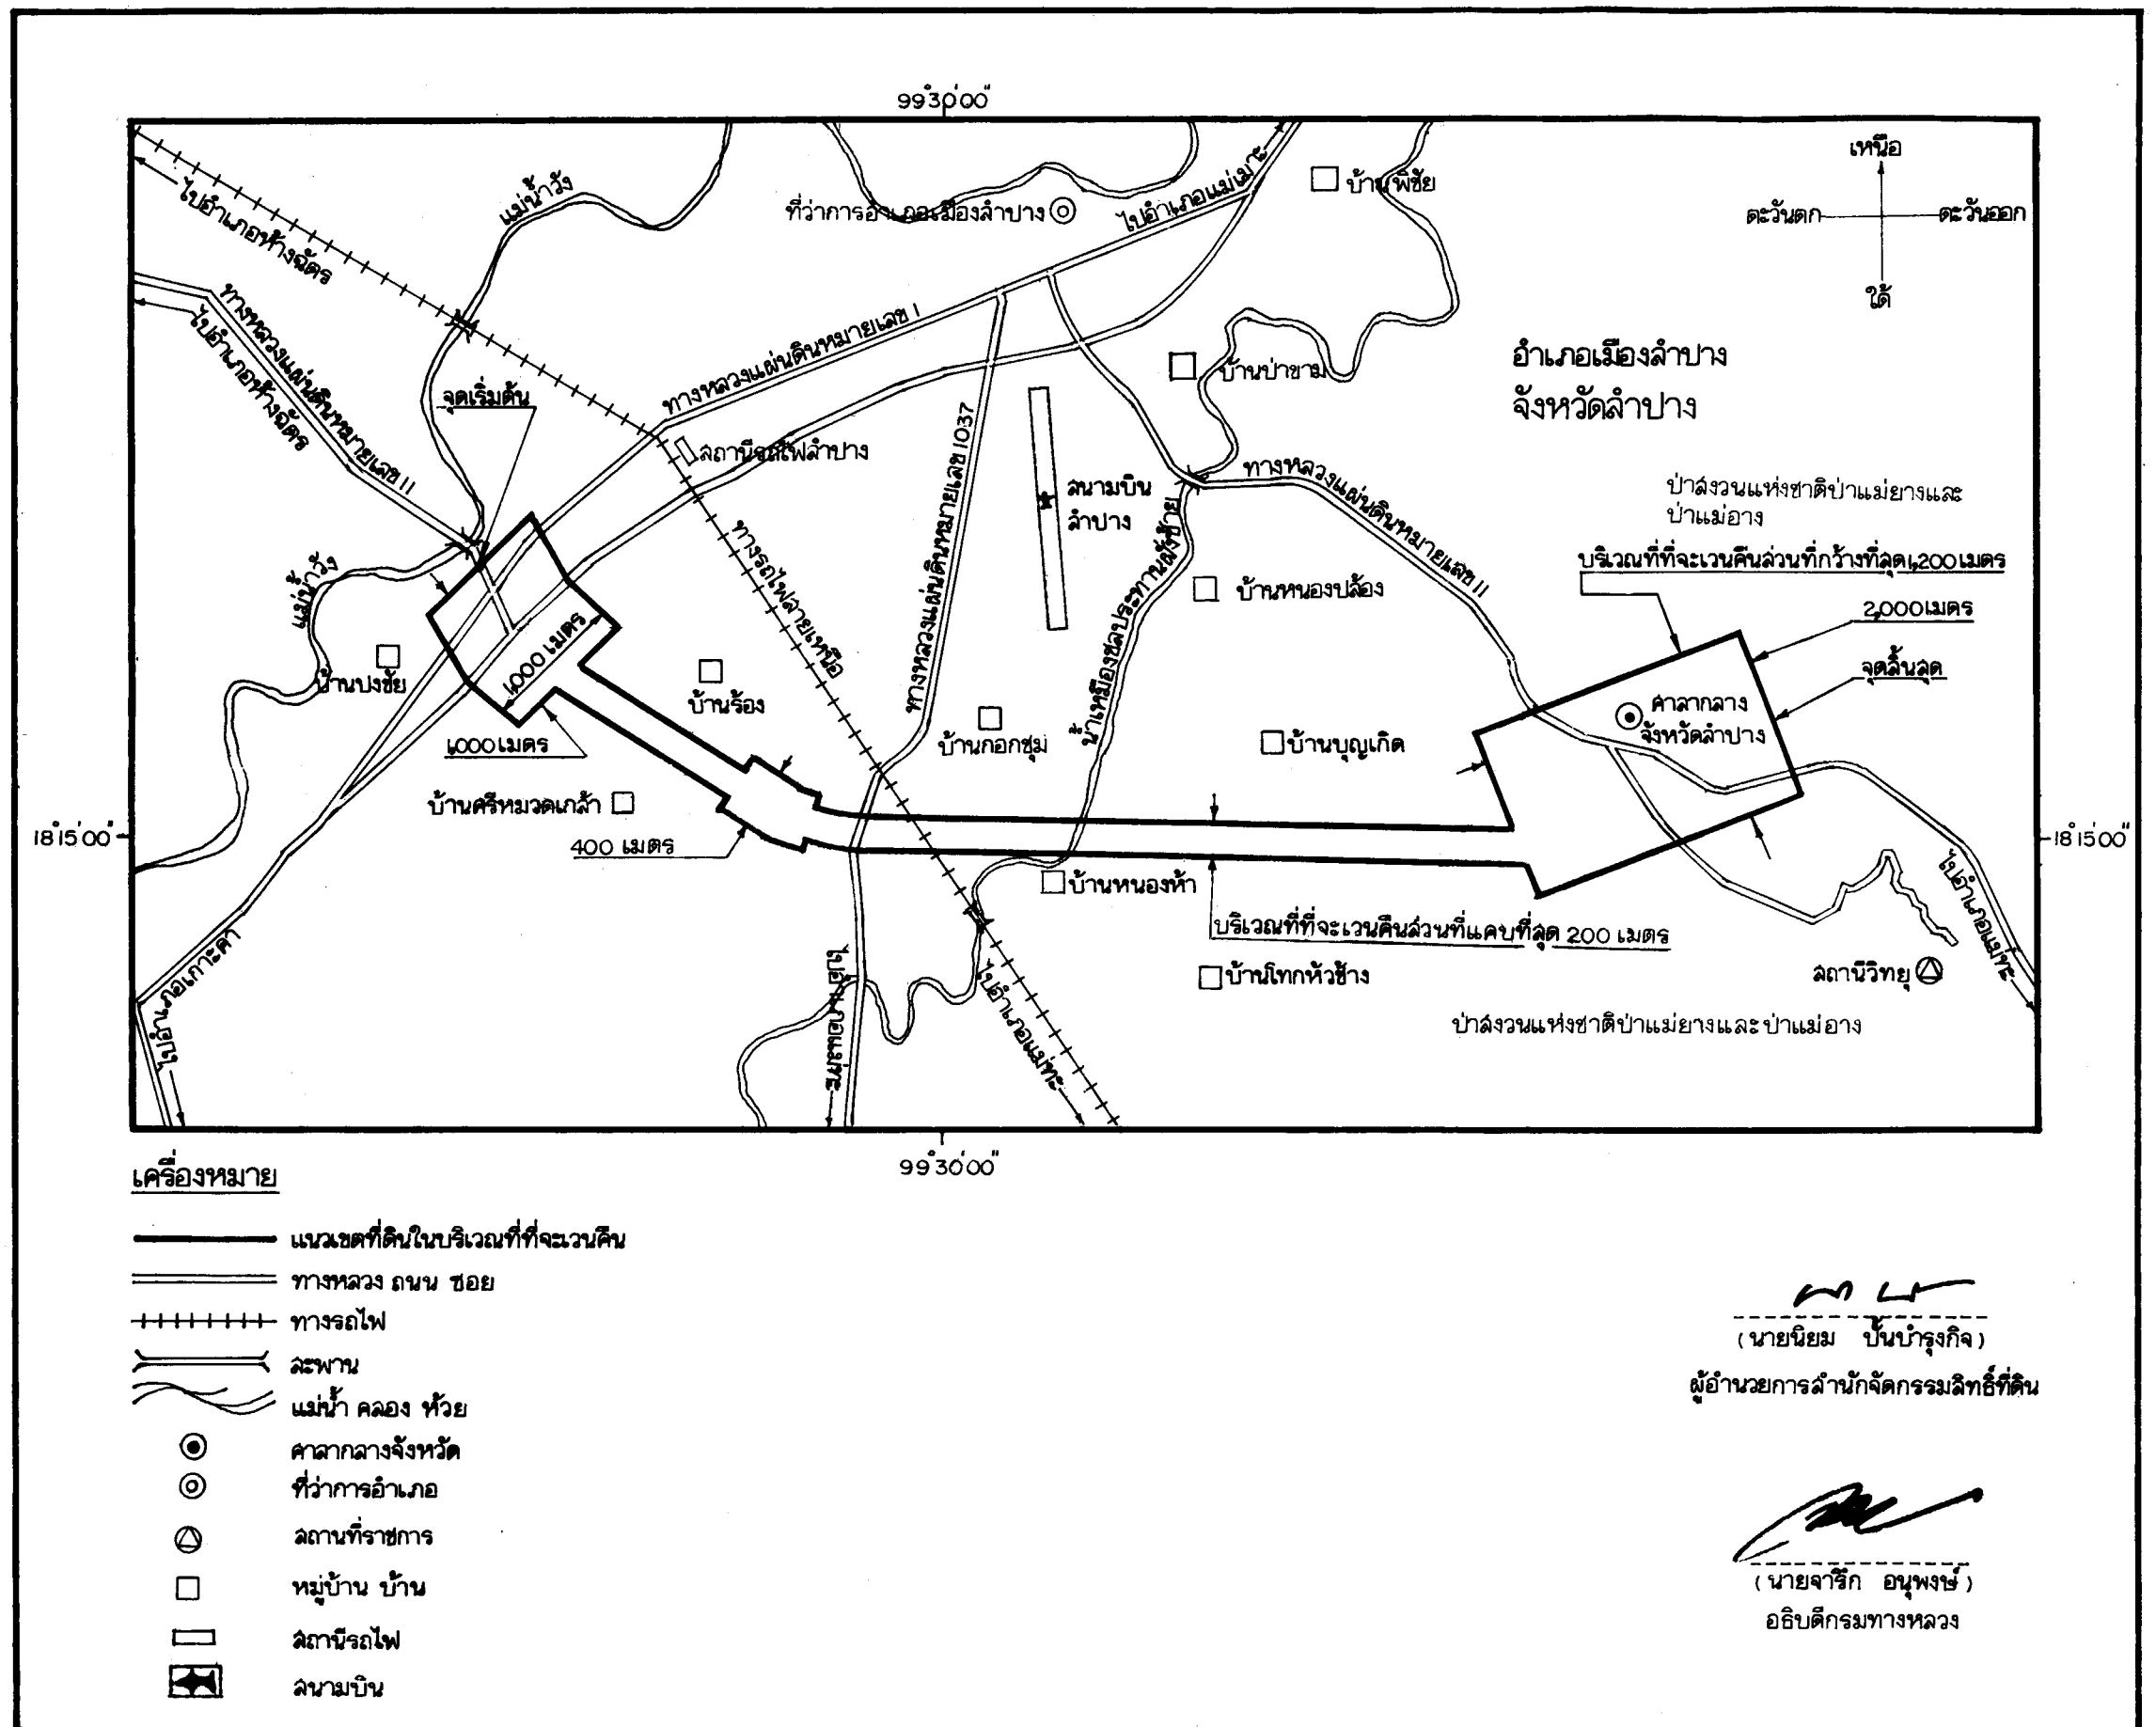 99°30'00"
เหนือ
ตะวันตก
ตะวันออก
ใต้
ไปอำเภอห้างฉัตร
แม่น้ำวัง
ที่ว่าการอำเภอเมืองลำปาง
ไปอำเภอแม่เมาะ
บ้านพิชัย
ทางหลวงแผ่นดินหมายเลข 11
ไปอำเภอห้างฉัตร
จุดเริ่มต้น
ทางหลวงแผ่นดินหมายเลข 1
สถานีรถไฟลำปาง
ทางหลวงแผ่นดินหมายเลข 1037
บ้านป่าขาม
อำเภอเมืองลำปาง
จังหวัดลำปาง
สนามบิน
ลำปาง
ทางหลวงแผ่นดินหมายเลข 11
ป่าสงวนแห่งชาติป่าแม่ยางและ
ป่าแม่อาง
บริเวณที่ที่จะเวนคืนส่วนที่กว้างที่สุด 1,200 เมตร
2,000 เมตร
จุดสิ้นสุด
ศาลากลาง
จังหวัดลำปาง
แม่น้ำวัง
บ้านปงชัย
1,000 เมตร
1,000 เมตร
บ้านร้อง
ทางรถไฟสายเหนือ
บ้านกอกชุม
น้ำเหมืองชลประทานฝั่งซ้าย
บ้านหนองปล้อง
บ้านบุญเกิด
บ้านศรีหมวดเกล้า
400 เมตร
18°15'00"
18°15'00"
บ้านหนองห้า
บริเวณที่ที่จะเวนคืนส่วนที่แคบที่สุด 200 เมตร
บ้านโทกหัวช้าง
ไปอำเภอแม่ทะ
สถานีวิทยุ
ป่าสงวนแห่งชาติป่าแม่ยางและป่าแม่อาง
ไปอำเภอเกาะคา
ไปอำเภอแม่ทะ
ไปอำเภอแม่ทะ
99°30'00"
เครื่องหมาย
แนวเขตที่ดินในบริเวณที่ที่จะเวนคืน
ทางหลวง ถนน ซอย
ทางรถไฟ
สะพาน
แม่น้ำ คลอง ห้วย
ศาลากลางจังหวัด
ที่ว่าการอำเภอ
สถานที่ราชการ
หมู่บ้าน บ้าน
สถานีรถไฟ
สนามบิน
(นายนิยม ปั้นบำรุงกิจ)
ผู้อำนวยการสำนักจัดกรรมสิทธิ์ที่ดิน
(นายจารึก อนุพงษ์)
อธิบดีกรมทางหลวง